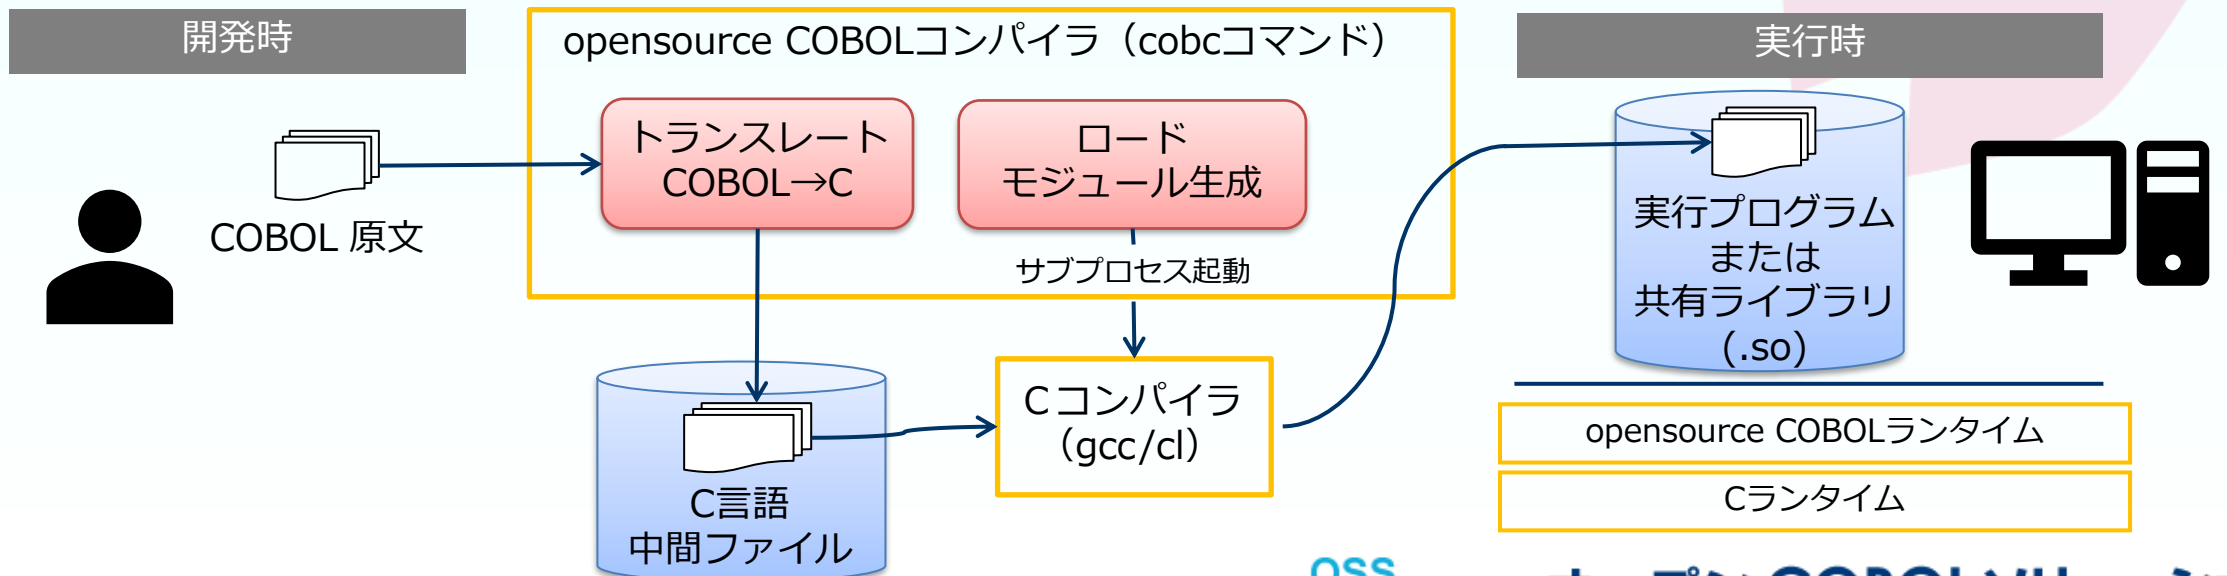 開発時
opensource COBOLコンパイラ（cobcコマンド）
実行時
トランスレート
COBOL→C
ロード
モジュール生成
COBOL 原文
サブプロセス起動
実行プログラム
または
共有ライブラリ
(.so)
Cコンパイラ
（gcc/cl）
C言語
中間ファイル
opensource COBOLランタイム
Cランタイム
OSS